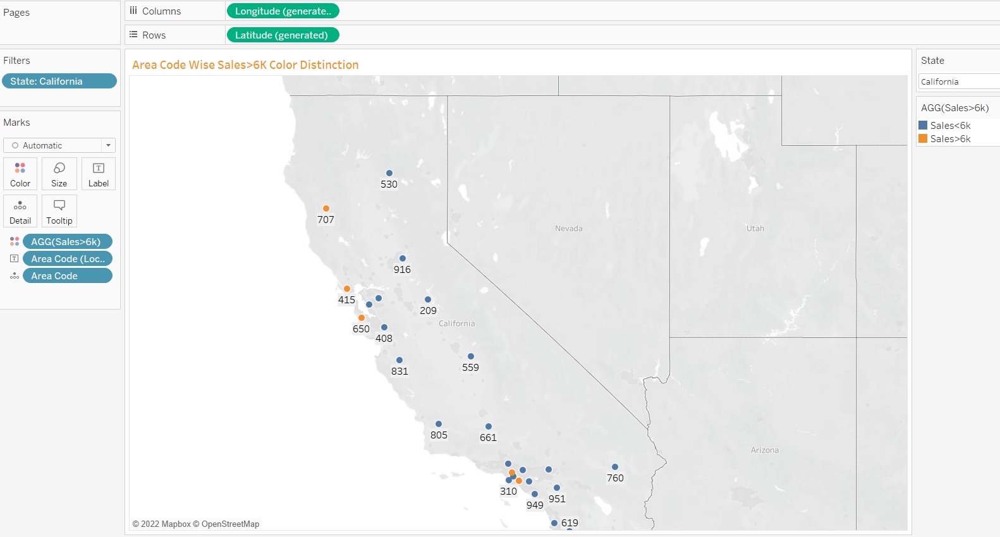 Pages
Columns
Longitude (generate..
Rows
Latitude (generated)
Filters
State: California
Marks
Automatic
Color
Size
Label
Detail
Tooltip
AGG(Sales>6k)
Area Code (Loc..
Area Code
Area Code Wise Sales>6K Color Distinction
530
707
Nevada
Utah
916
415
209
California
650
408
559
831
805
661
Arizona
760
310
951
949
619
© 2022 Mapbox © OpenStreetMap
State
California
AGG(Sales>6k)
Sales<6k
Sales>6k